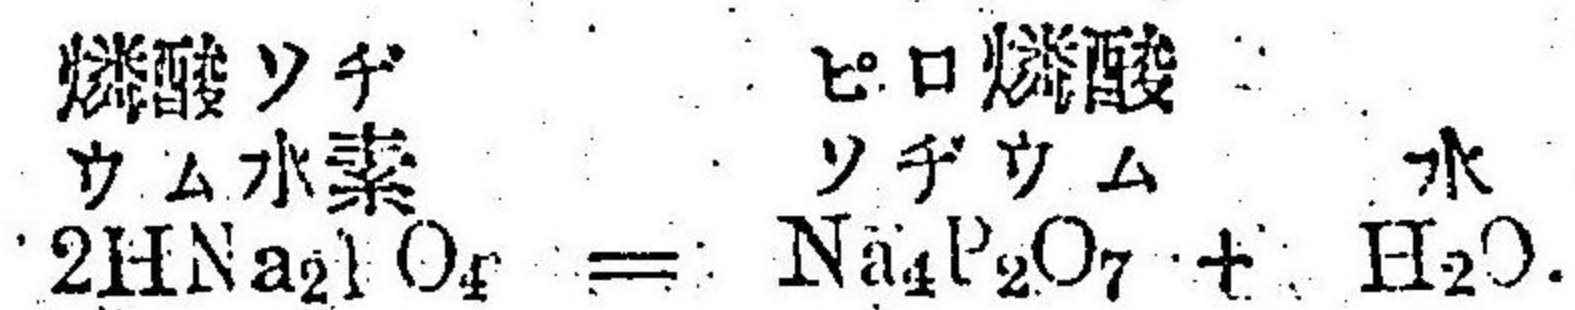 燐酸ソヂ ピロ燐酸
ウム水素 ソヂウム 水
2HNa₂PO₄ = Na₄P₂O₇ + H₂O.